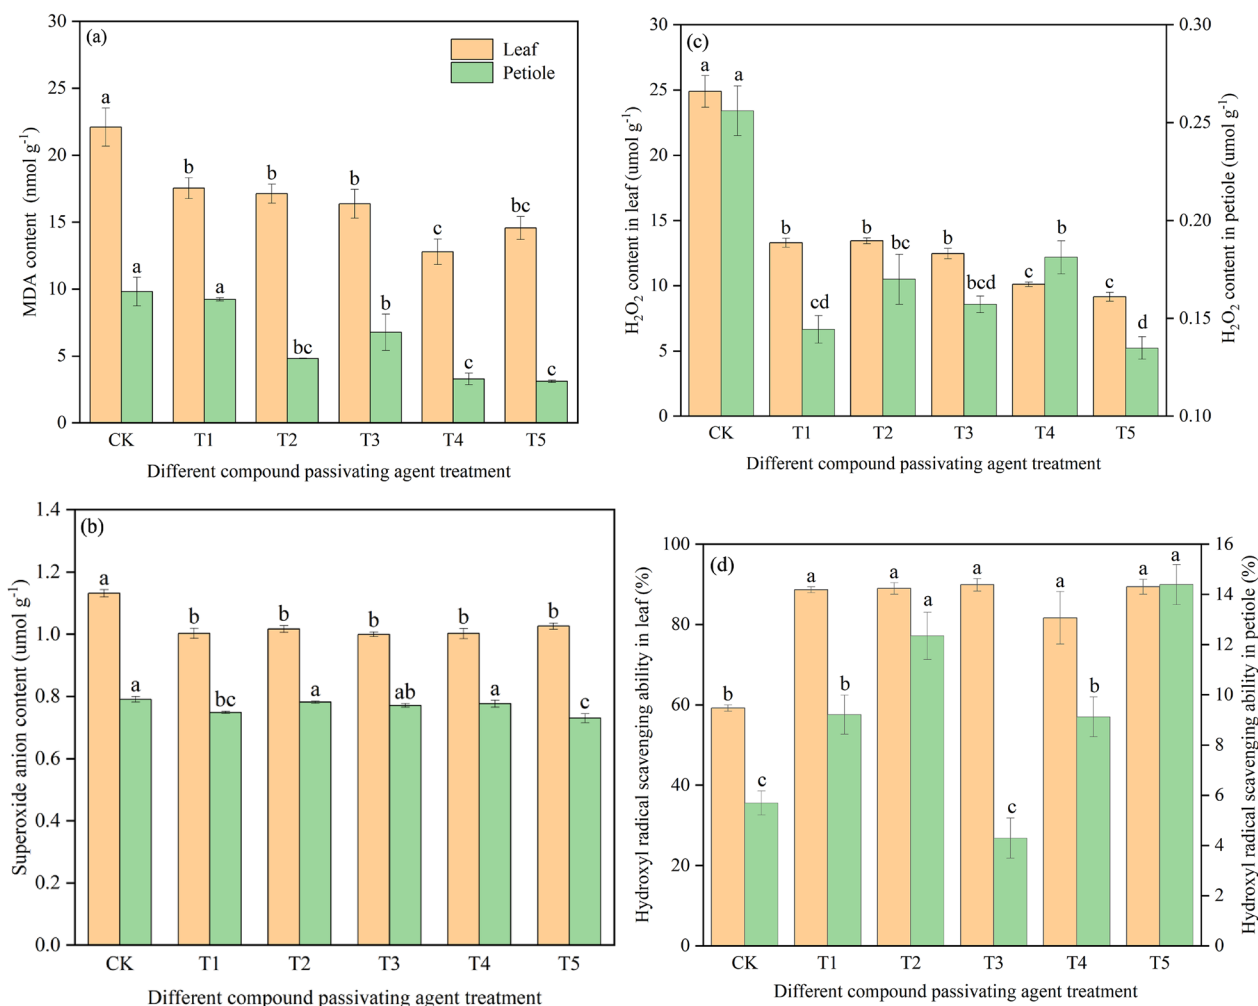 (a)
Leaf
Petiole
MDA content (nmol g⁻¹)
30
25
20
15
10
5
0
a
a
b
a
b
bc
b
b
c
c
bc
c
CK T1 T2 T3 T4 T5
Different compound passivating agent treatment
(c)
H₂O₂ content in leaf (umol g⁻¹)
30
25
20
15
10
5
0
a a
b
cd
b
bc
b
bcd
c
b
c
d
0.30
0.25
0.20
0.15
0.10
H₂O₂ content in petiole (umol g⁻¹)
CK T1 T2 T3 T4 T5
Different compound passivating agent treatment
(b)
Superoxide anion content (umol g⁻¹)
1.4
1.2
1.0
0.8
0.6
0.4
0.2
0.0
a
a
b
bc
b
a
b
ab
b
a
b
c
CK T1 T2 T3 T4 T5
Different compound passivating agent treatment
(d)
Hydroxyl radical scavenging ability in leaf (%)
100
80
60
40
20
0
b
c
a
b
a
a
a
c
a
b
a
a
16
14
12
10
8
6
4
2
0
Hydroxyl radical scavenging ability in petiole (%)
CK T1 T2 T3 T4 T5
Different compound passivating agent treatment